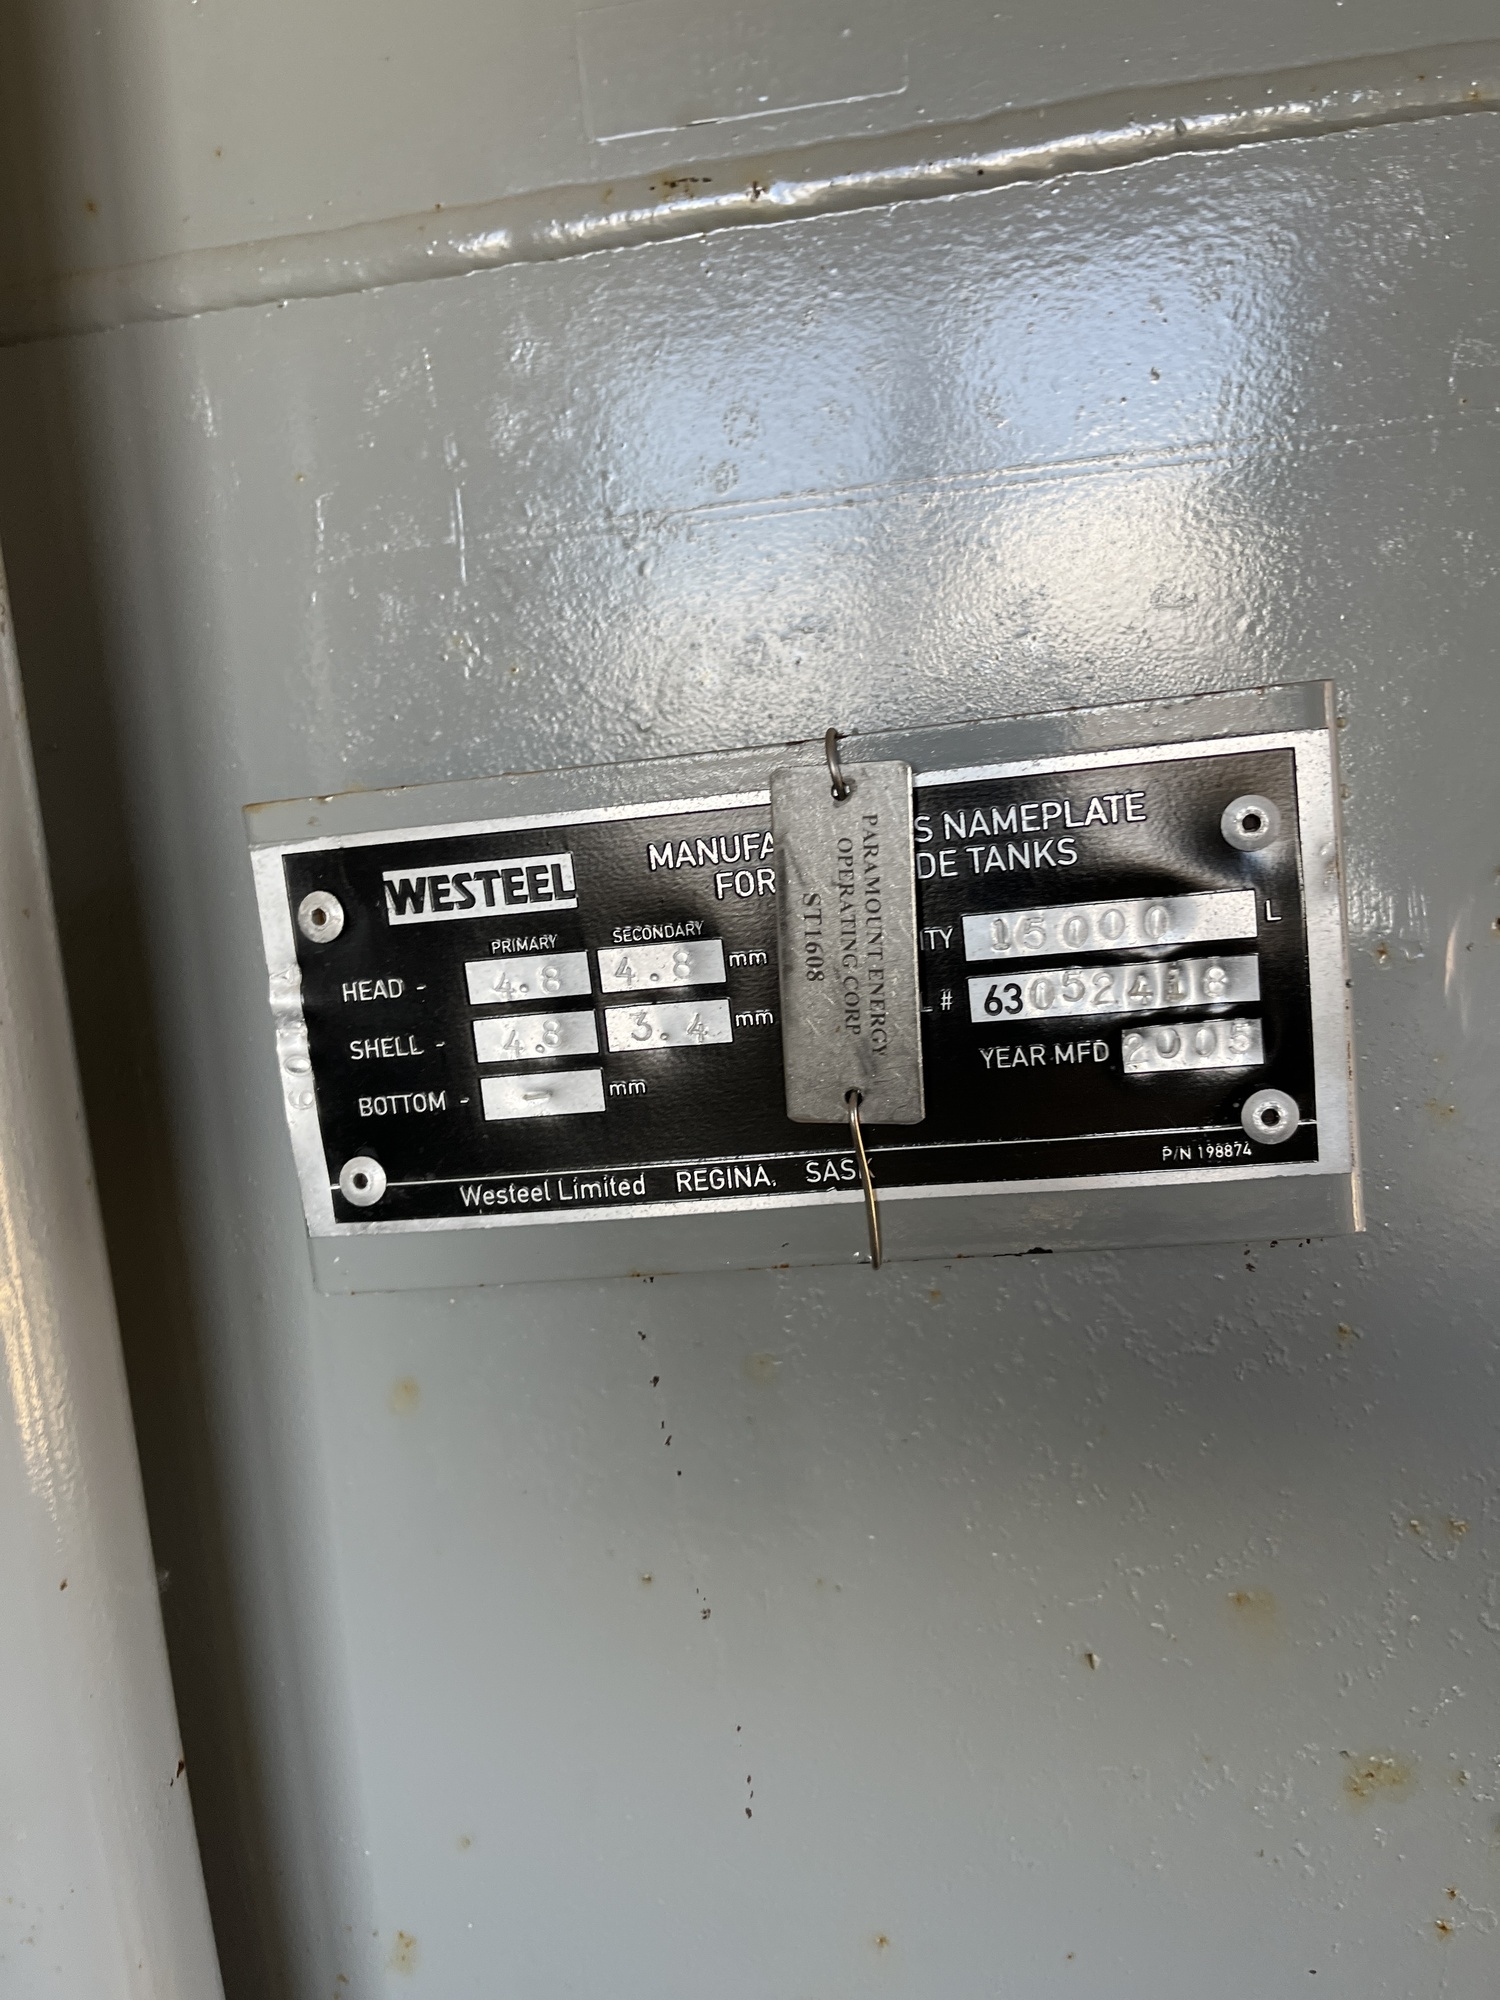 WESTEEL
MANUFA S NAMEPLATE
FOR DE TANKS
PRIMARY SECONDARY
HEAD - 4.8 4.8 mm
SHELL - 4.8 3.4 mm
BOTTOM - - mm
ITY 15000 L
L # 63
YEAR MFD 2005
P/N 198874
Westeel Limited REGINA, SASK
PARAMOUNT ENERGY
OPERATING CORP
ST1608